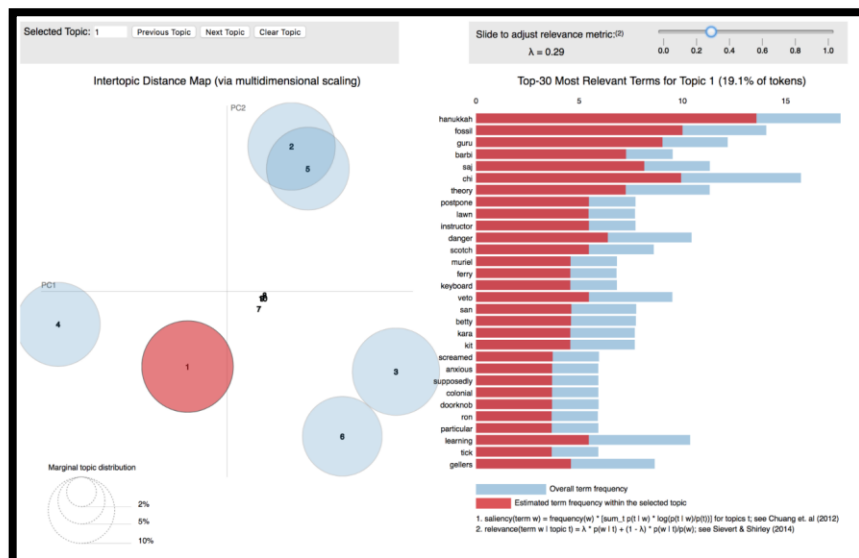 Selected Topic: 1 Previous Topic Next Topic Clear Topic
Slide to adjust relevance metric:(2)
λ = 0.29
0.0 0.2 0.4 0.6 0.8 1.0
Intertopic Distance Map (via multidimensional scaling)
PC2
PC1
2
5
4
1
7
3
6
Marginal topic distribution
2%
5%
10%
Top-30 Most Relevant Terms for Topic 1 (19.1% of tokens)
0 5 10 15
hanukkah
fossil
guru
barbi
saj
chi
theory
postpone
lawn
instructor
danger
scotch
muriel
ferry
keyboard
veto
san
betty
kara
kit
screamed
anxious
supposedly
colonial
doorknob
ron
particular
learning
tick
gellers
Overall term frequency
Estimated term frequency within the selected topic
1. saliency(term w) = frequency(w) * [sum_t p(t | w) * log(p(t | w)/p(t))] for topics t; see Chuang et. al (2012)
2. relevance(term w | topic t) = λ * p(w | t) + (1 - λ) * p(w | t)/p(w); see Sievert & Shirley (2014)